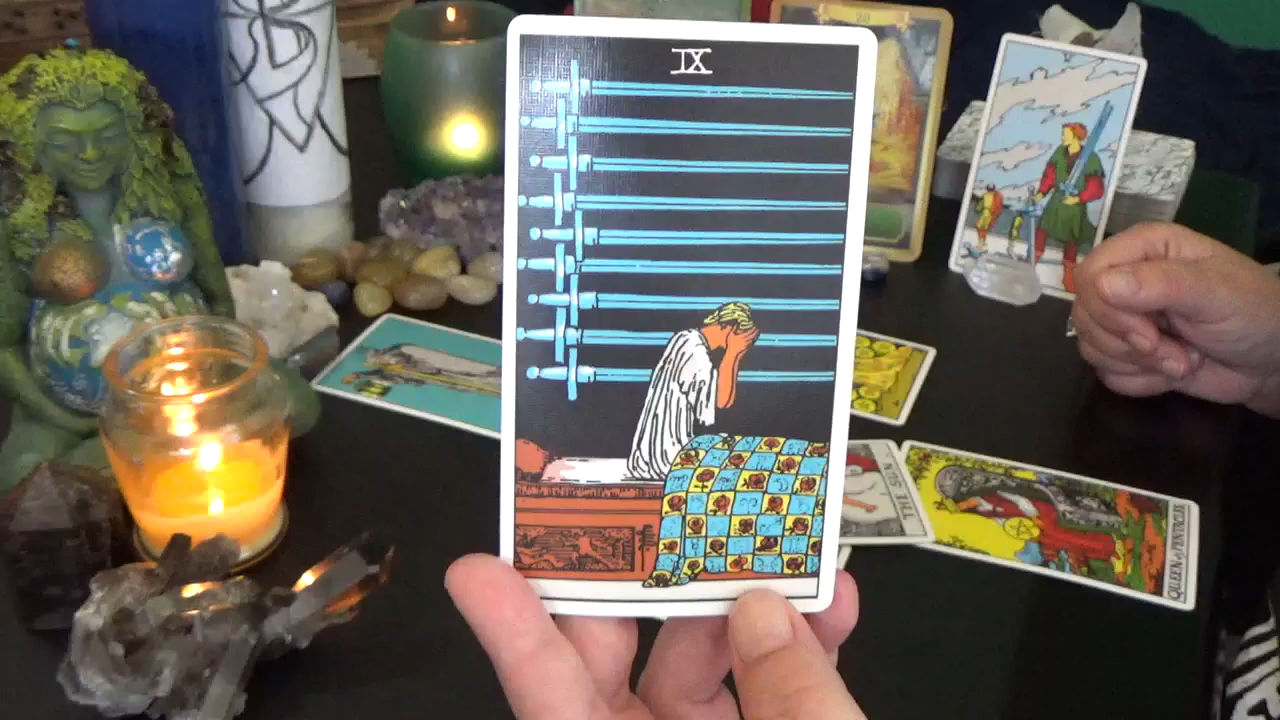 IX
THE SUN
QUEEN of PENTACLES